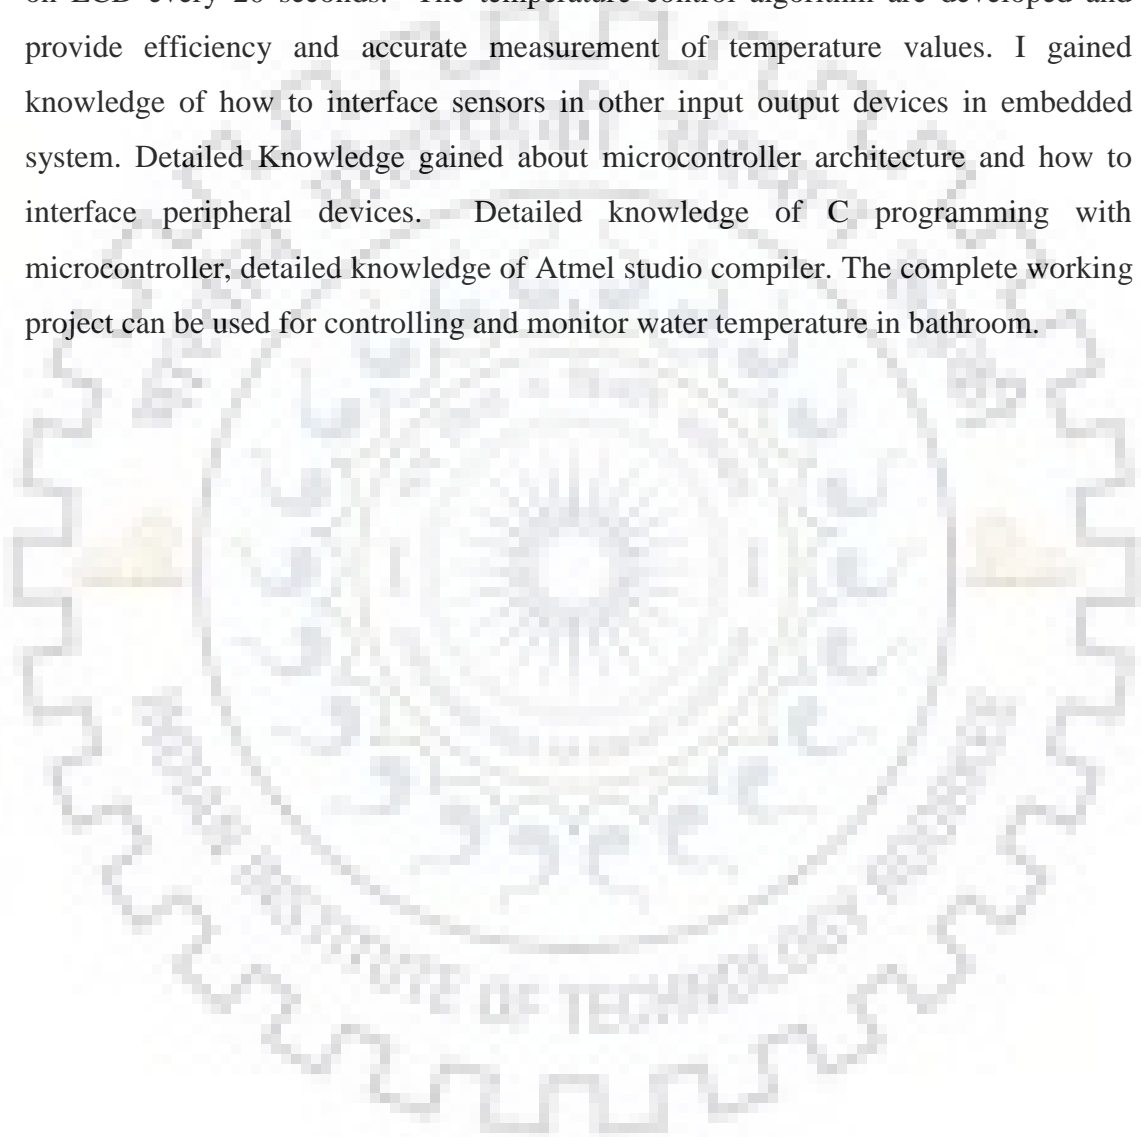 on LCD every 20 seconds. The temperature control algorithm are developed and
provide efficiency and accurate measurement of temperature values. I gained
knowledge of how to interface sensors in other input output devices in embedded
system. Detailed Knowledge gained about microcontroller architecture and how to
interface peripheral devices. Detailed knowledge of C programming with
microcontroller, detailed knowledge of Atmel studio compiler. The complete working
project can be used for controlling and monitor water temperature in bathroom.
INSTITUTE OF TECHNOLOGY